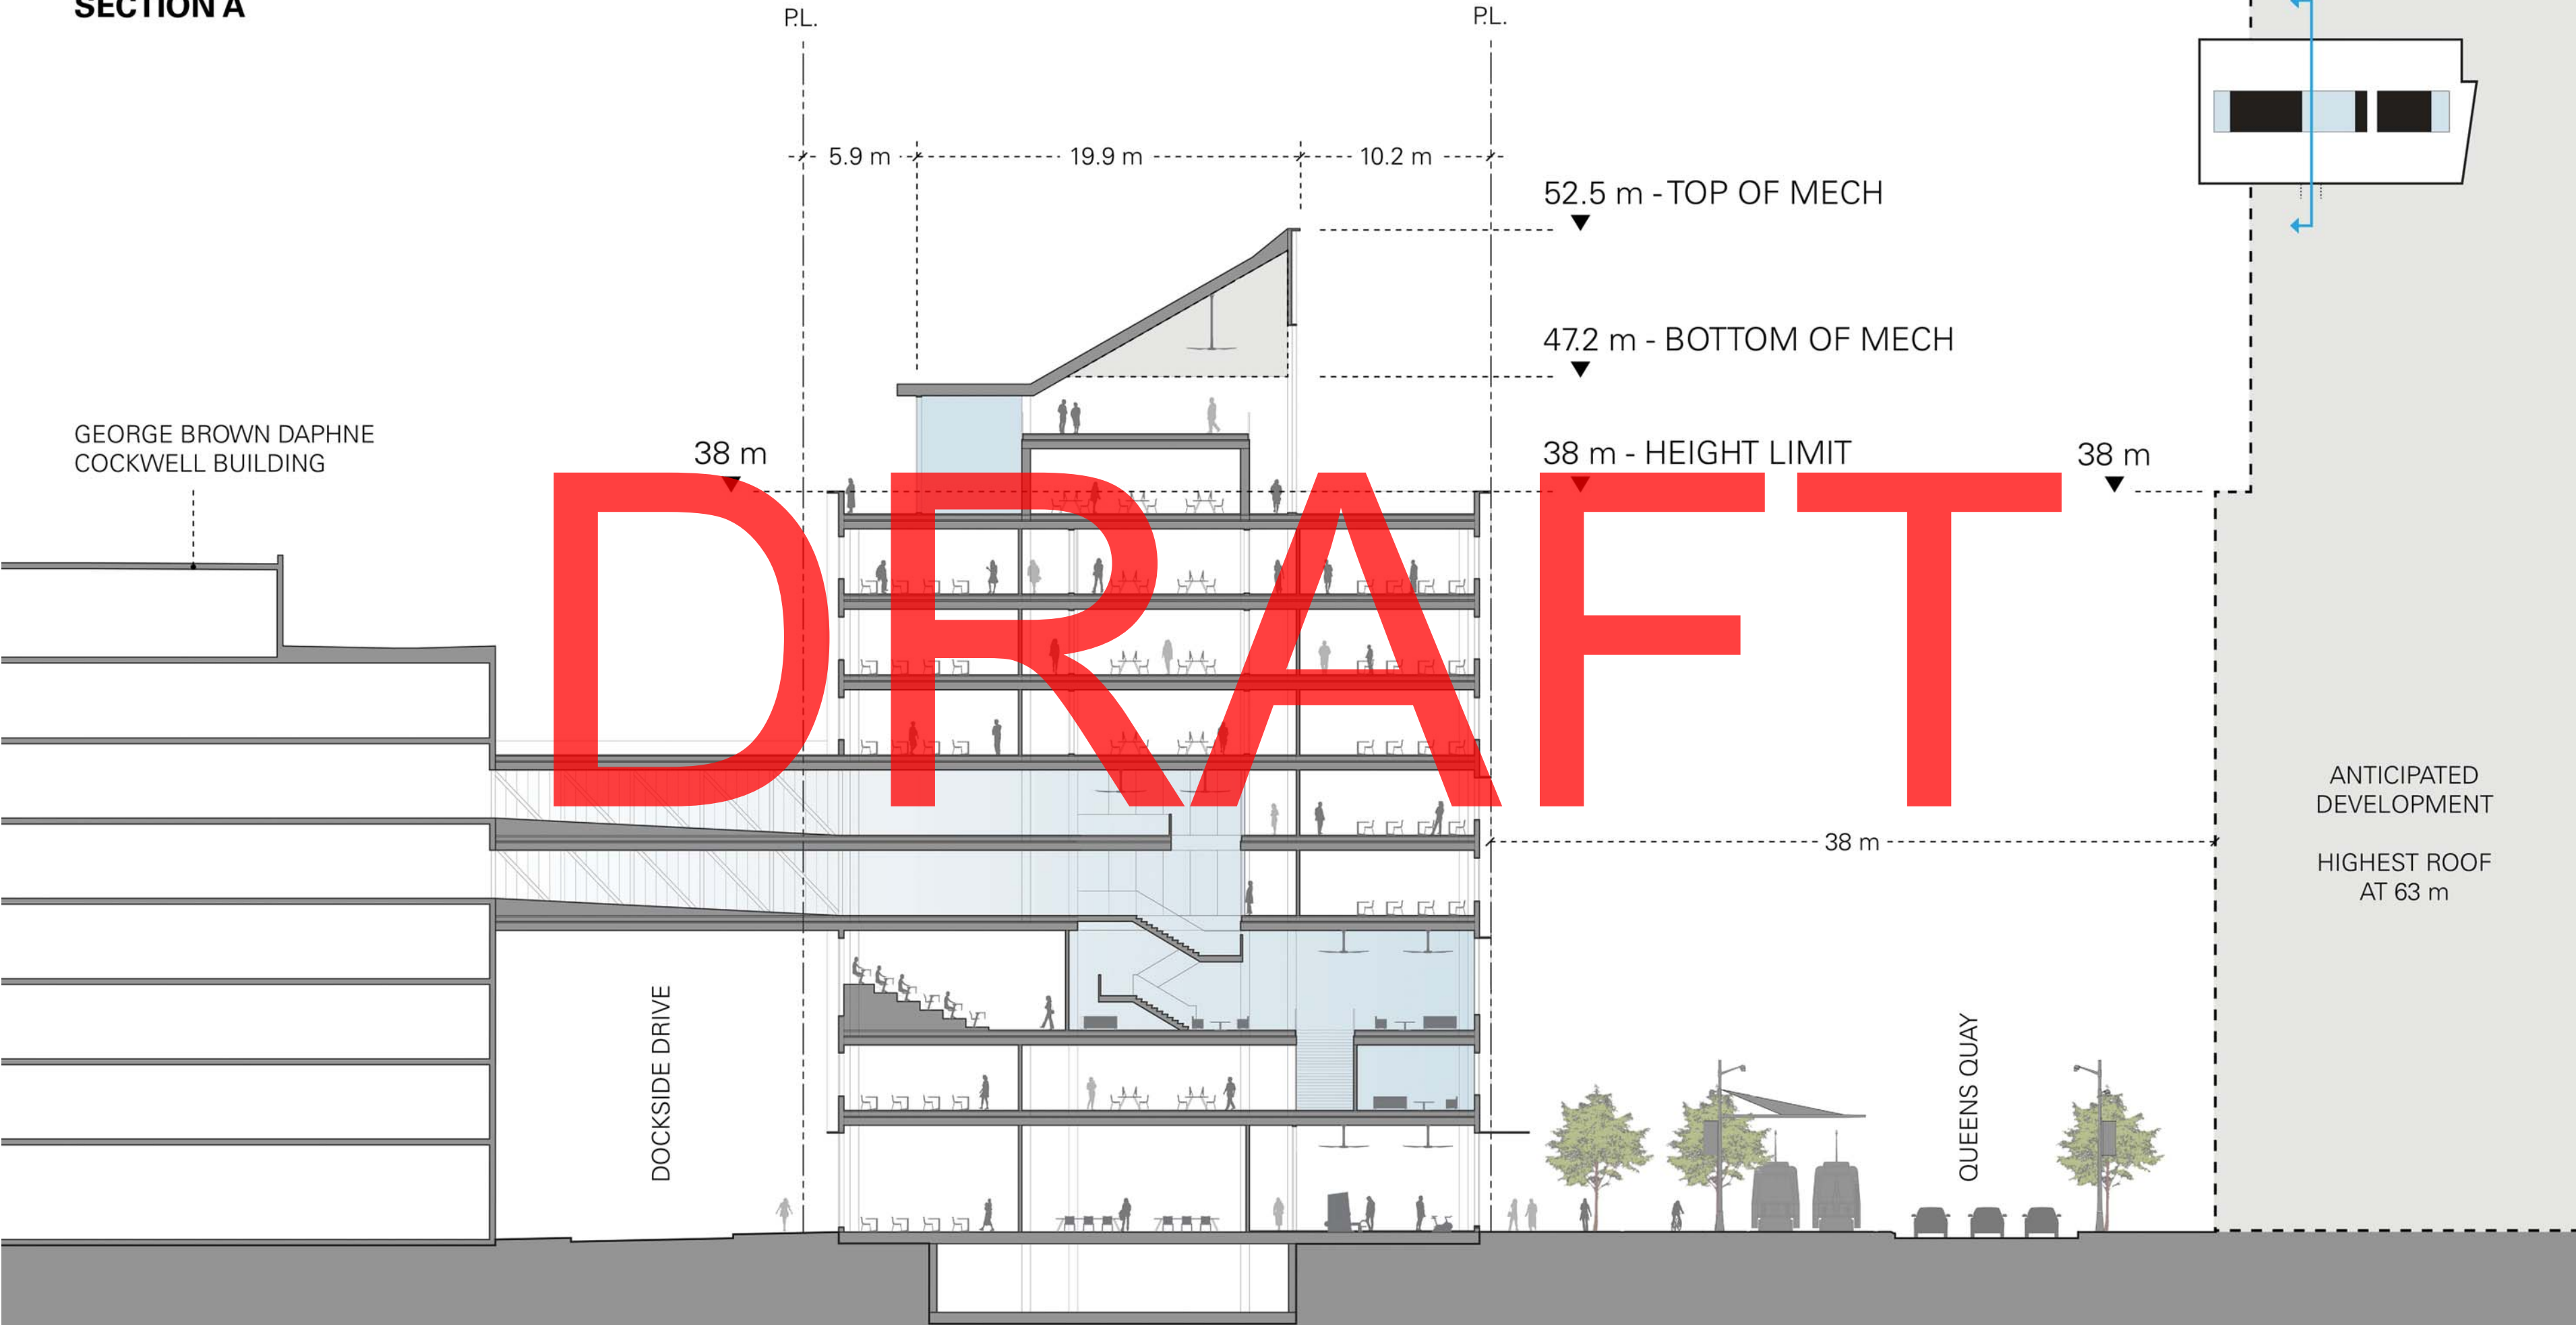 SECTION A
P.L.
P.L.
5.9 m
19.9 m
10.2 m
52.5 m - TOP OF MECH
47.2 m - BOTTOM OF MECH
GEORGE BROWN DAPHNE
COCKWELL BUILDING
38 m
38 m - HEIGHT LIMIT
38 m
DRAFT
ANTICIPATED
DEVELOPMENT
38 m
HIGHEST ROOF
AT 63 m
DOCKSIDE DRIVE
QUEENS QUAY